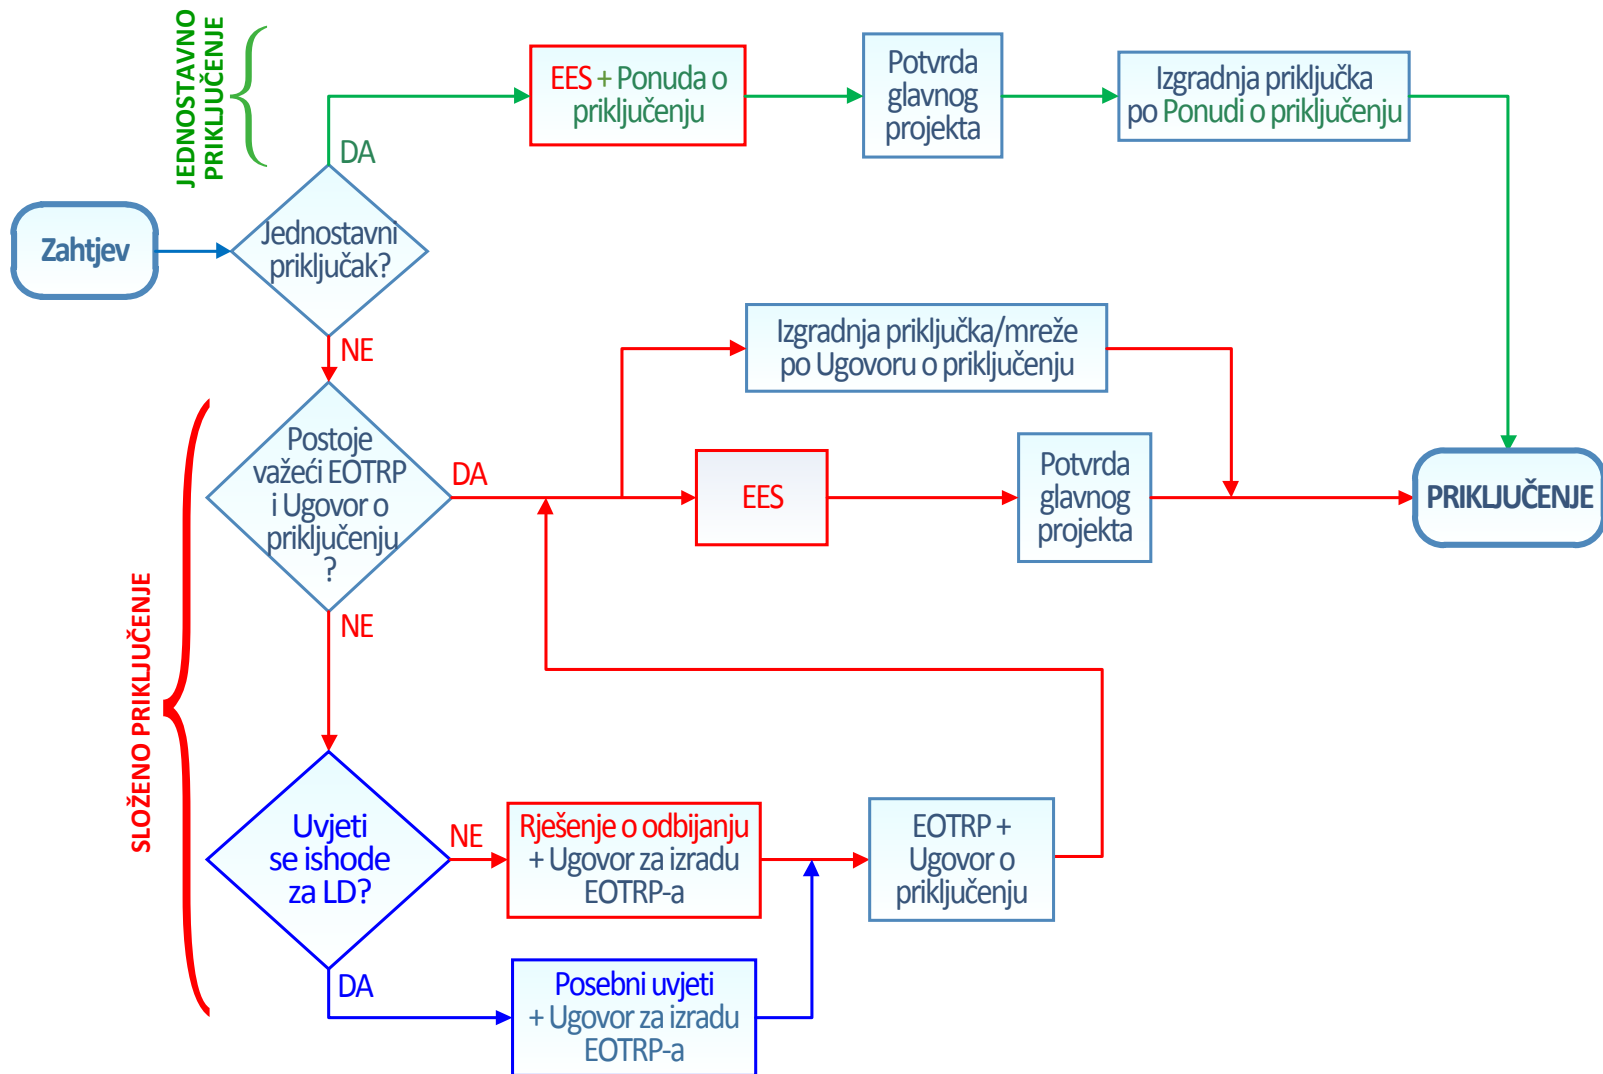 JEDNOSTAVNO
PRIKLJUČENJE
EES + Ponuda o
priključenju
Potvrda
glavnog
projekta
Izgradnja priključka
po Ponudi o priključenju
DA
Zahtjev
Jednostavni
priključak?
NE
Izgradnja priključka/mreže
po Ugovoru o priključenju
Postoje
važeći EOTRP
i Ugovor o
priključenju
?
DA
EES
Potvrda
glavnog
projekta
PRIKLJUČENJE
NE
SLOŽENO PRIKLJUČENJE
Uvjeti
se ishode
za LD?
NE
Rješenje o odbijanju
+ Ugovor za izradu
EOTRP-a
EOTRP +
Ugovor o
priključenju
DA
Posebni uvjeti
+ Ugovor za izradu
EOTRP-a